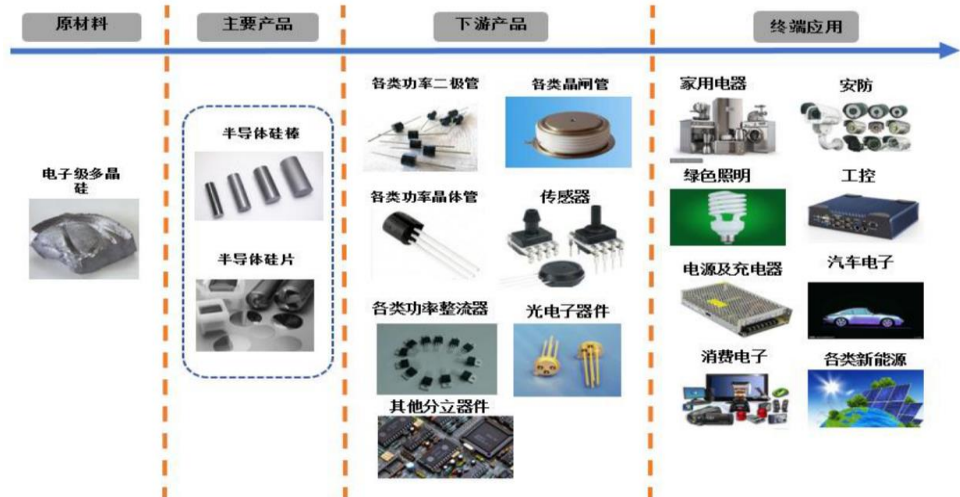 原材料
主要产品
下游产品
终端应用
电子级多晶
硅
半导体硅棒
半导体硅片
各类功率二极管
各类晶闸管
各类功率晶体管
传感器
各类功率整流器
光电子器件
其他分立器件
家用电器
安防
绿色照明
工控
电源及充电器
汽车电子
消费电子
各类新能源